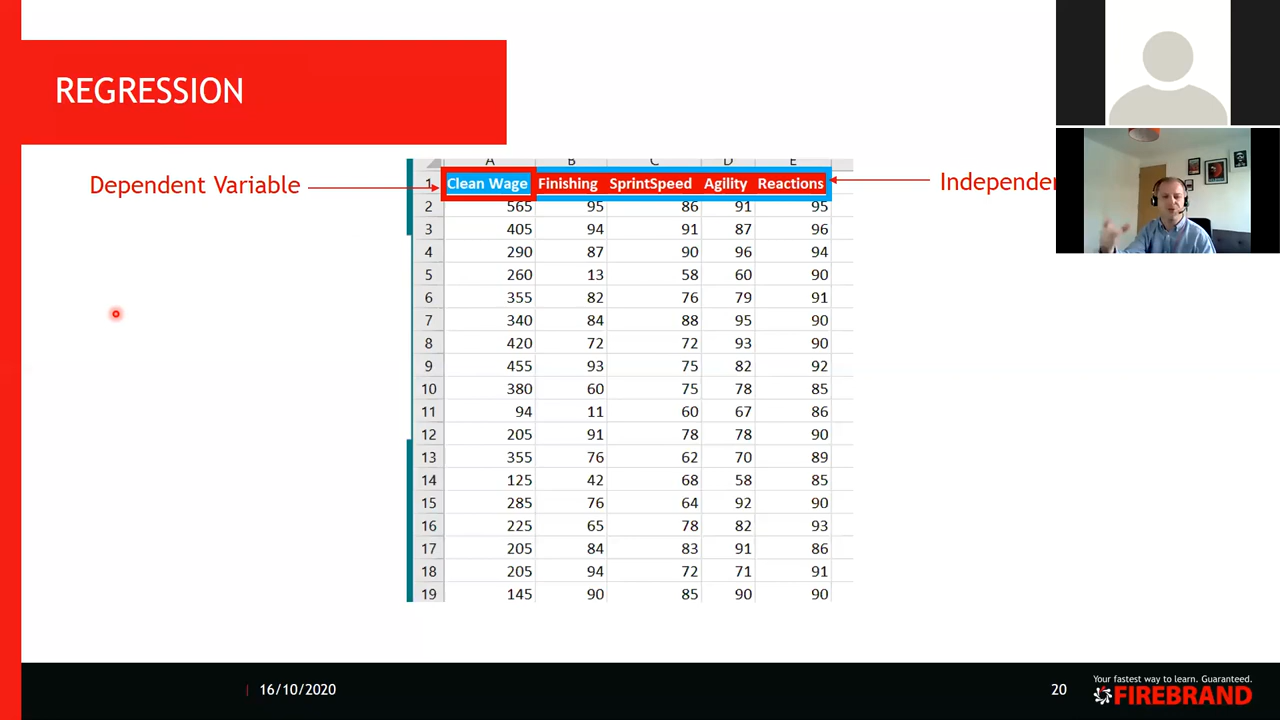 REGRESSION
Dependent Variable
Independe
A B C D E
1 Clean Wage Finishing SprintSpeed Agility Reactions
2 565 95 86 91 95
3 405 94 91 87 96
4 290 87 90 96 94
5 260 13 58 60 90
6 355 82 76 79 91
7 340 84 88 95 90
8 420 72 72 93 90
9 455 93 75 82 92
10 380 60 75 78 85
11 94 11 60 67 86
12 205 91 78 78 90
13 355 76 62 70 89
14 125 42 68 58 85
15 285 76 64 92 90
16 225 65 78 82 93
17 205 84 83 91 86
18 205 94 72 71 91
19 145 90 85 90 90
16/10/2020
20
Your fastest way to learn. Guaranteed.
FIREBRAND